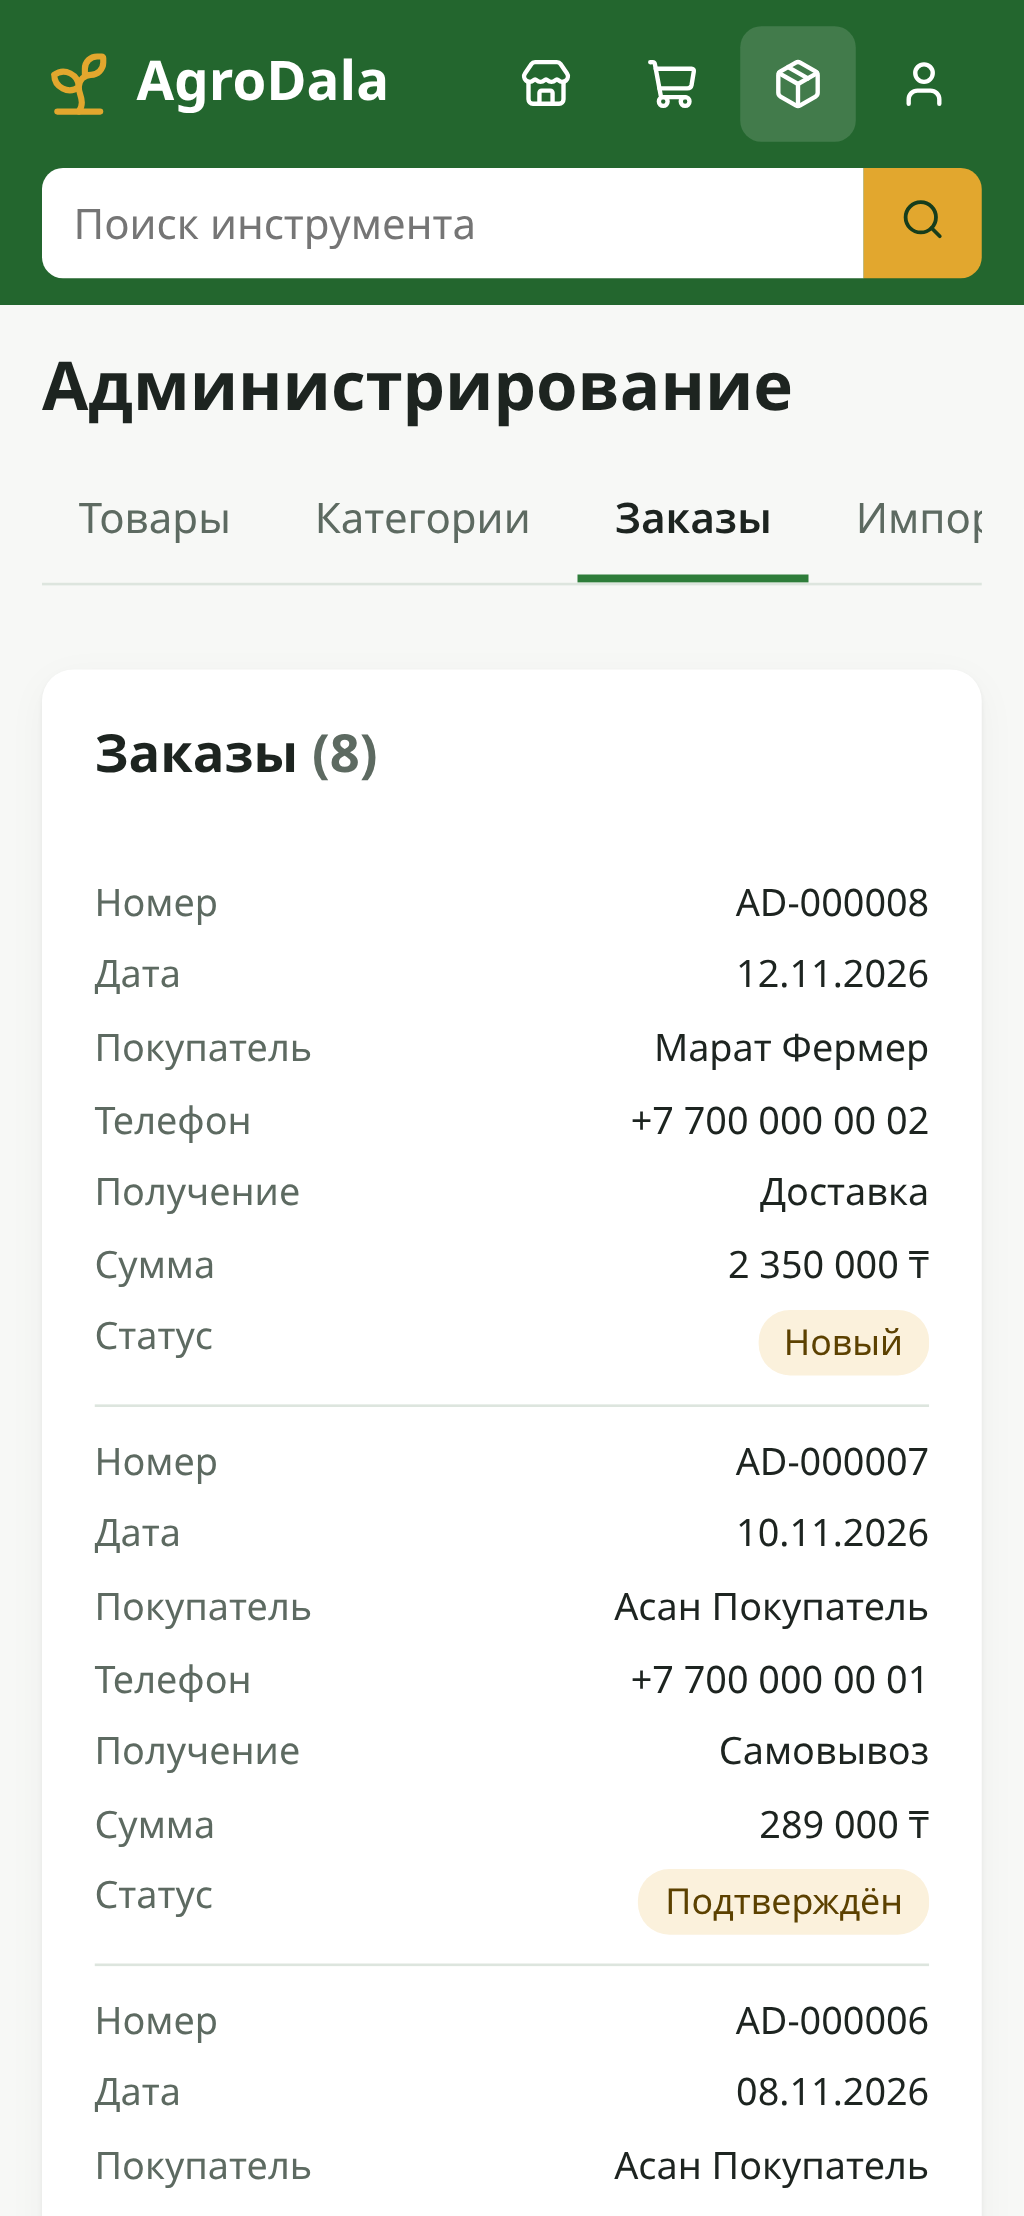 AgroDala
Поиск инструмента
Администрирование
Товары Категории Заказы Импор
Заказы (8)
Номер AD-000008
Дата 12.11.2026
Покупатель Марат Фермер
Телефон +7 700 000 00 02
Получение Доставка
Сумма 2 350 000 ₸
Статус Новый
Номер AD-000007
Дата 10.11.2026
Покупатель Асан Покупатель
Телефон +7 700 000 00 01
Получение Самовывоз
Сумма 289 000 ₸
Статус Подтверждён
Номер AD-000006
Дата 08.11.2026
Покупатель Асан Покупатель